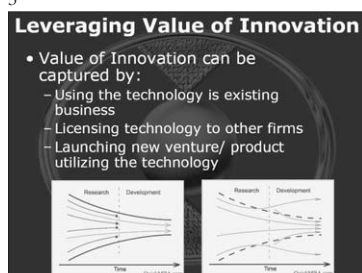 Leveraging Value of Innovation
• Value of Innovation can be
captured by:
– Using the technology is existing
business
– Licensing technology to other firms
– Launching new venture/ product
utilizing the technology
Research Development
Time
Research Development
Time